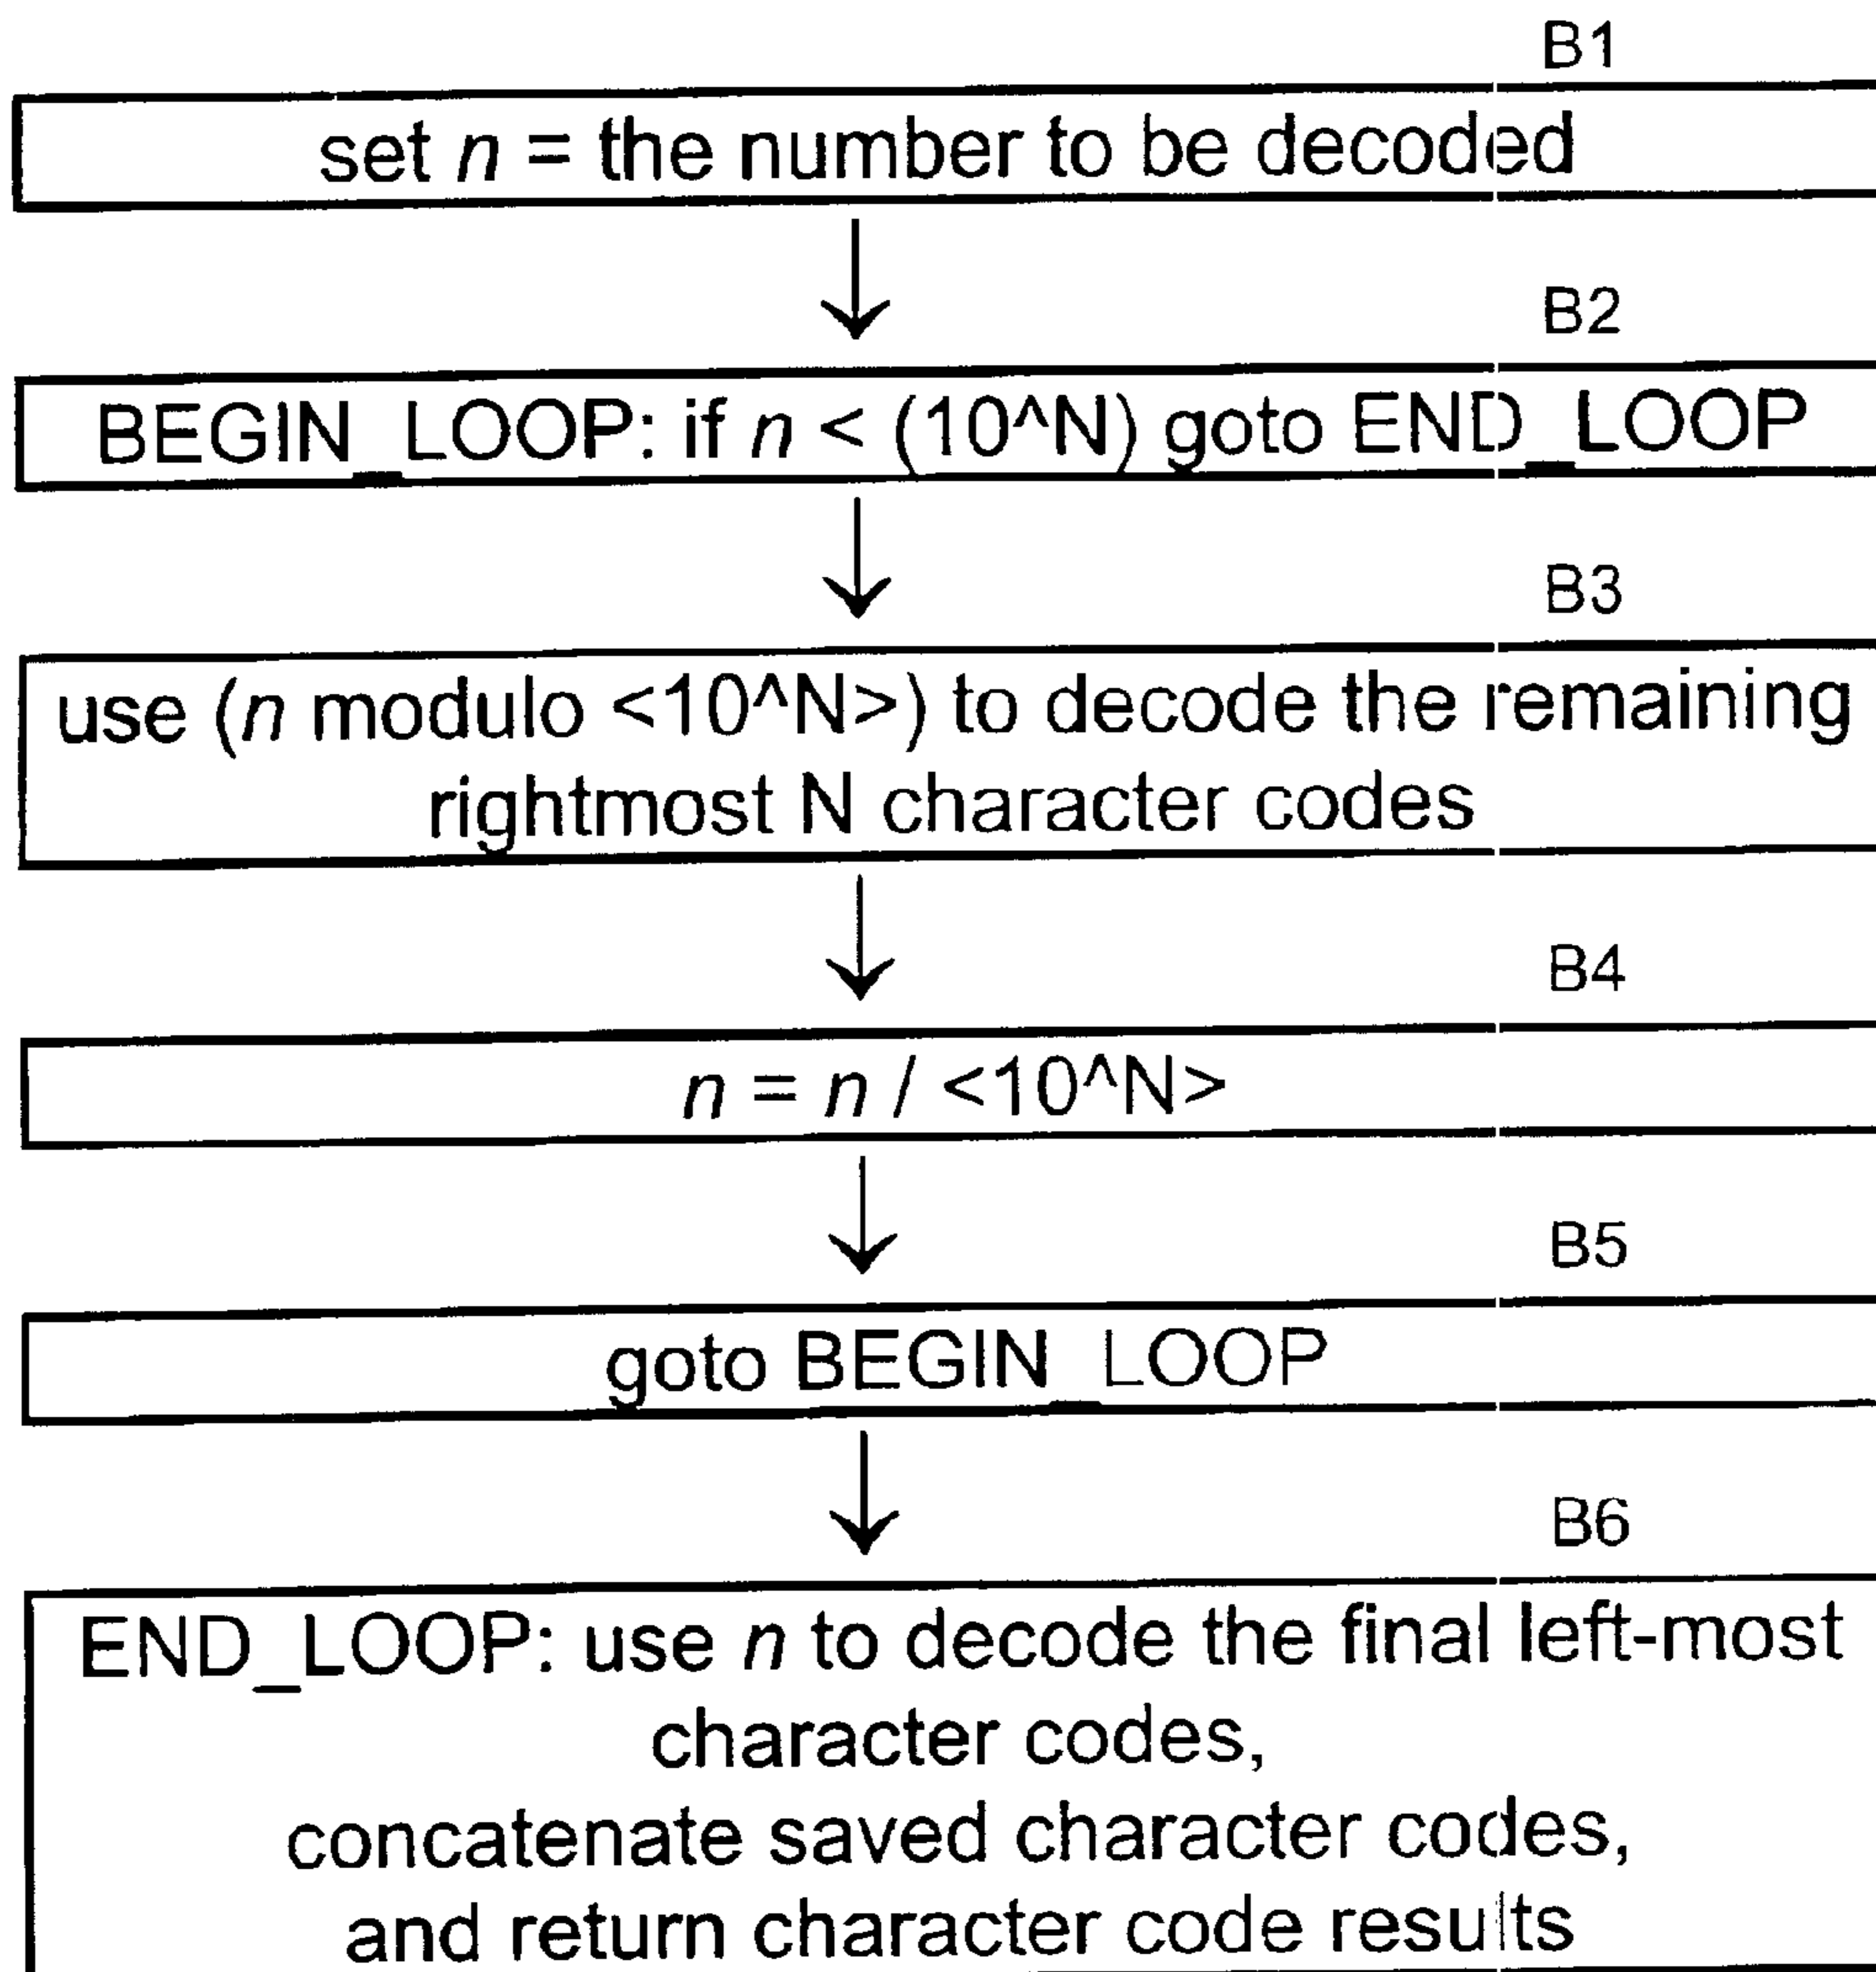 B1
set n = the number to be decoded
B2
BEGIN_LOOP: if n < (10^N) goto END_LOOP
B3
use (n modulo <10^N>) to decode the remaining
rightmost N character codes
B4
n = n / <10^N>
B5
goto BEGIN_LOOP
B6
END_LOOP: use n to decode the final left-most
character codes,
concatenate saved character codes,
and return character code results